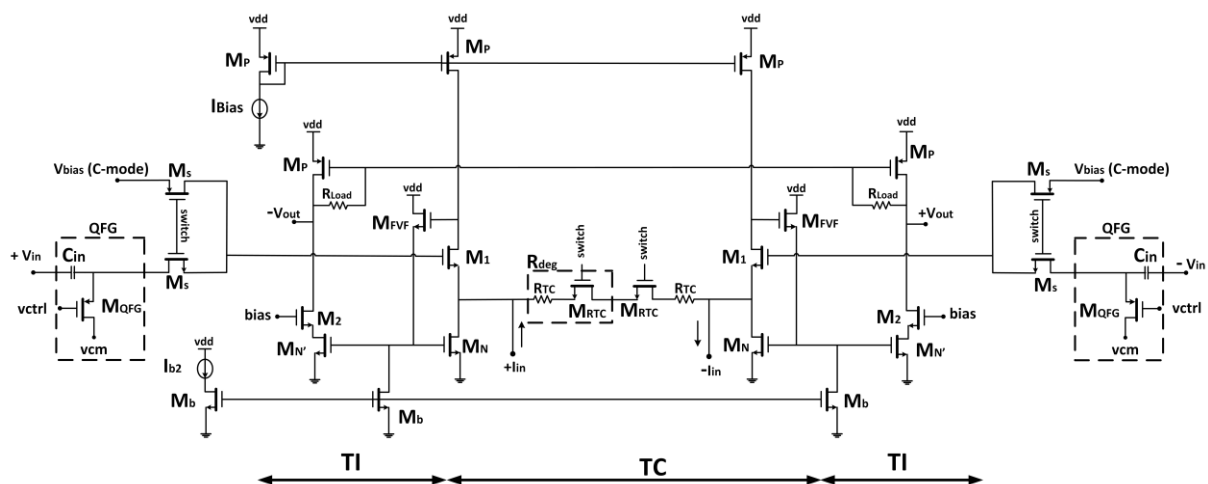 vdd vdd vdd
MP MP MP
IBias
vdd vdd
Vbias (C-mode) Ms MP MP Ms Vbias (C-mode)
RLoad vdd vdd RLoad
switch -Vout MFVF MFVF +Vout switch
QFG switch switch QFG
+ Vin Cin M1 Rdeg M1 Cin - Vin
Ms RTC RTC Ms
vctrl MQFG MRTC MRTC MQFG vctrl
bias M2 M2 bias
vcm MN' MN +Iin -Iin MN MN' vcm
vdd
Ib2
Mb Mb Mb
TI TC TI